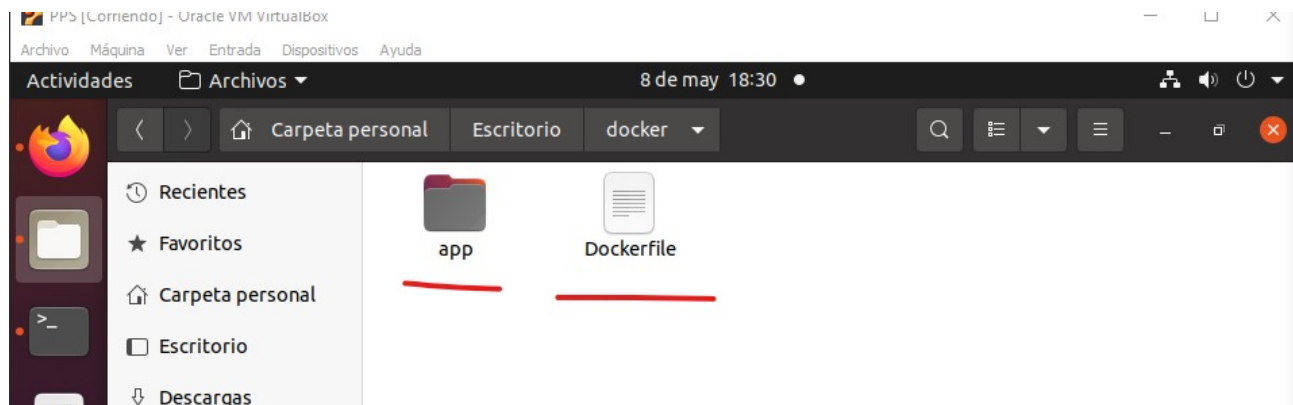 PPS [Corriendo] - Oracle VM VirtualBox
Archivo Máquina Ver Entrada Dispositivos Ayuda
Actividades Archivos 8 de may 18:30
Carpeta personal Escritorio docker
Recientes
Favoritos
Carpeta personal
Escritorio
Descargas
app Dockerfile